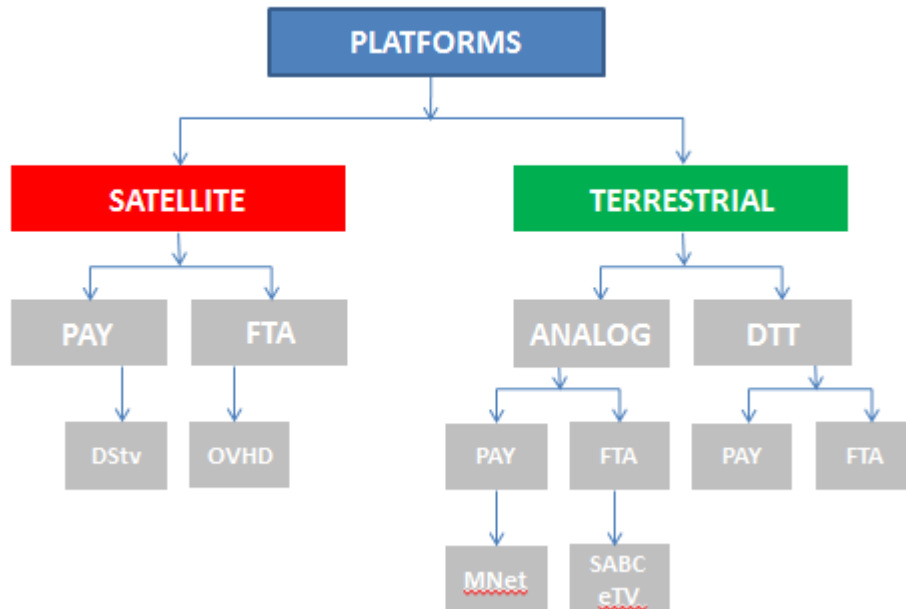 PLATFORMS
SATELLITE
TERRESTRIAL
PAY
FTA
ANALOG
DTT
DStv
OVHD
PAY
FTA
PAY
FTA
MNet
SABC
eTV